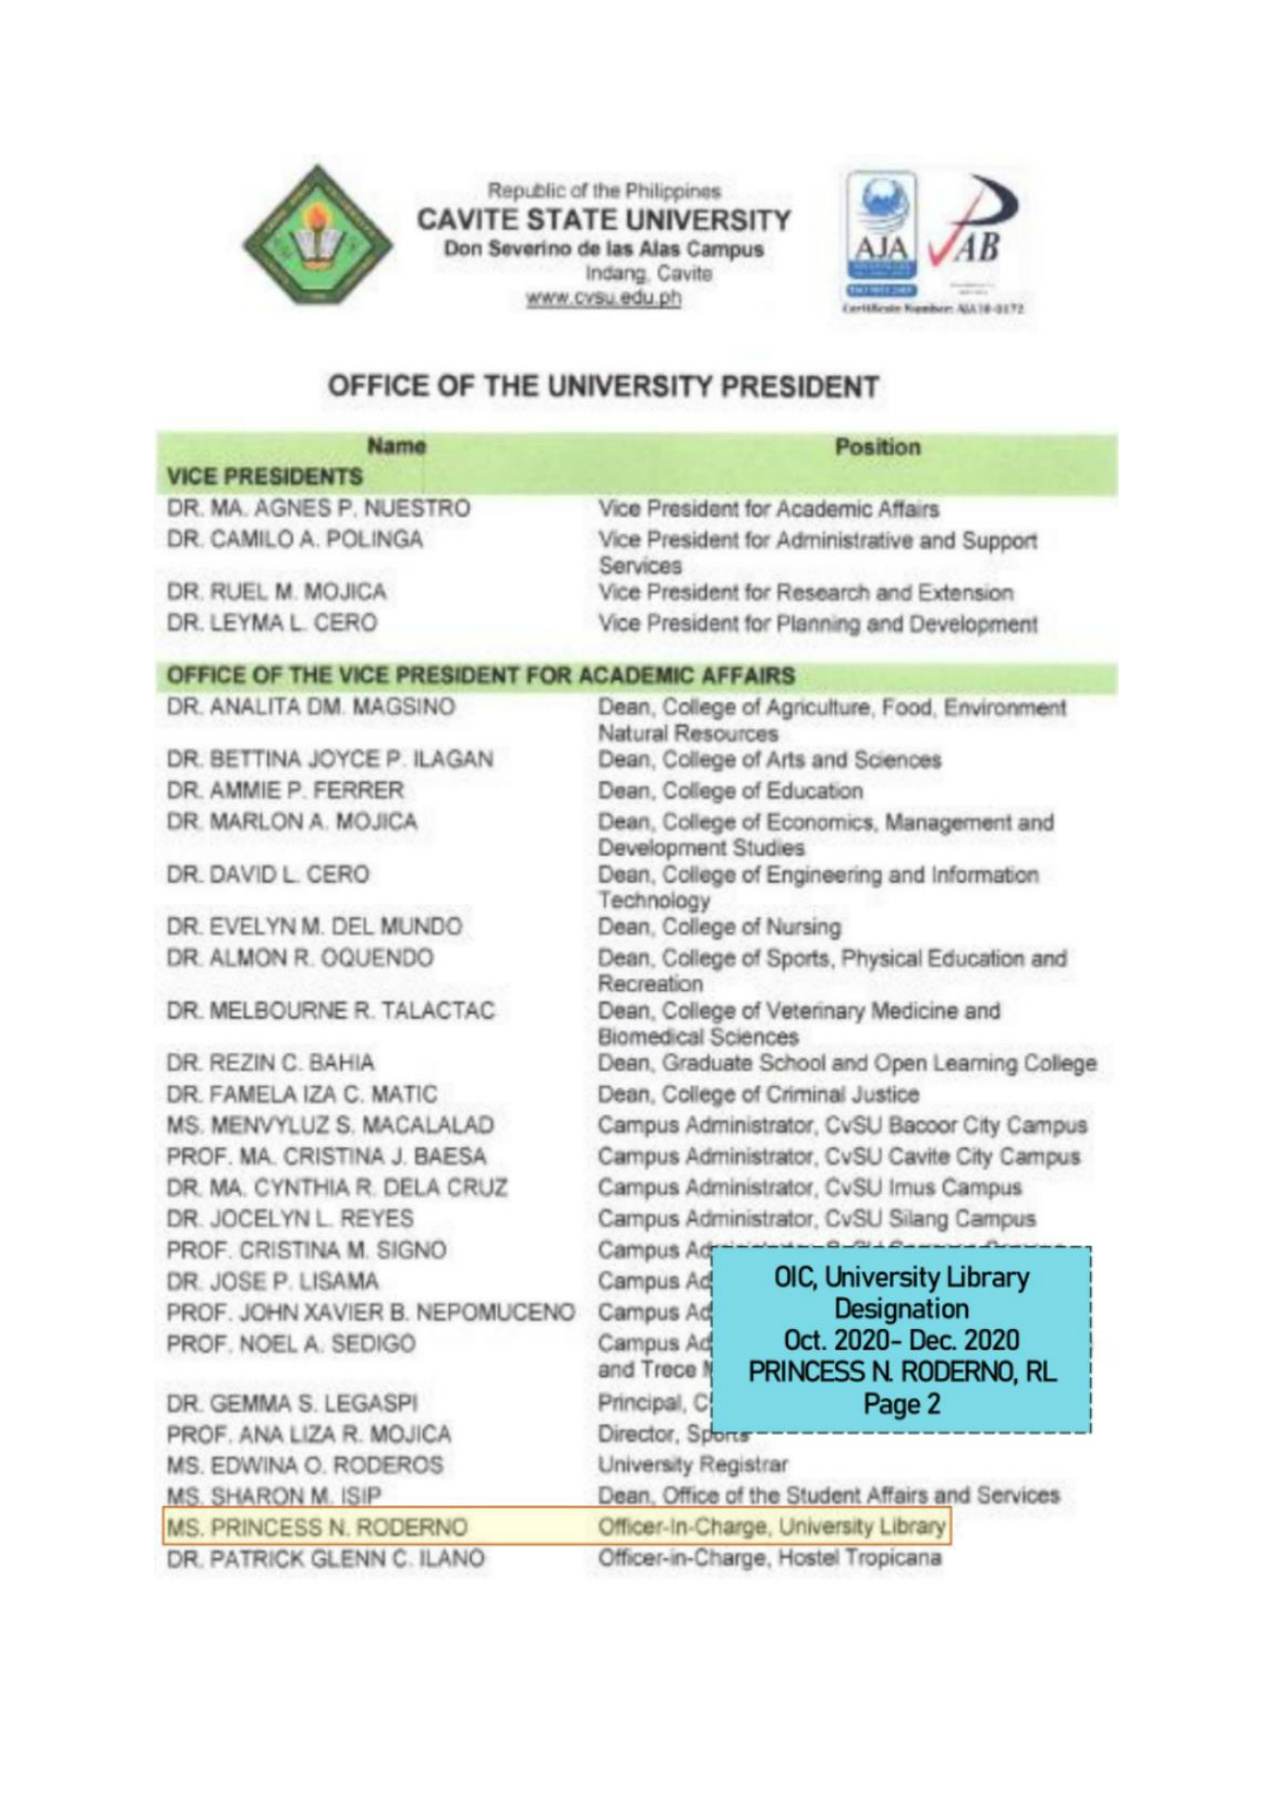 Republic of the Philippines
CAVITE STATE UNIVERSITY
Don Severino de las Alas Campus
Indang, Cavite
www.cvsu.edu.ph
AJA
PAB
Certificate Number: AJA18-0172
OFFICE OF THE UNIVERSITY PRESIDENT
Name Position
VICE PRESIDENTS
DR. MA. AGNES P. NUESTRO Vice President for Academic Affairs
DR. CAMILO A. POLINGA Vice President for Administrative and Support
Services
DR. RUEL M. MOJICA Vice President for Research and Extension
DR. LEYMA L. CERO Vice President for Planning and Development
OFFICE OF THE VICE PRESIDENT FOR ACADEMIC AFFAIRS
DR. ANALITA DM. MAGSINO Dean, College of Agriculture, Food, Environment
Natural Resources
DR. BETTINA JOYCE P. ILAGAN Dean, College of Arts and Sciences
DR. AMMIE P. FERRER Dean, College of Education
DR. MARLON A. MOJICA Dean, College of Economics, Management and
Development Studies
DR. DAVID L. CERO Dean, College of Engineering and Information
Technology
DR. EVELYN M. DEL MUNDO Dean, College of Nursing
DR. ALMON R. OQUENDO Dean, College of Sports, Physical Education and
Recreation
DR. MELBOURNE R. TALACTAC Dean, College of Veterinary Medicine and
Biomedical Sciences
DR. REZIN C. BAHIA Dean, Graduate School and Open Learning College
DR. FAMELA IZA C. MATIC Dean, College of Criminal Justice
MS. MENVYLUZ S. MACALALAD Campus Administrator, CvSU Bacoor City Campus
PROF. MA. CRISTINA J. BAESA Campus Administrator, CvSU Cavite City Campus
DR. MA. CYNTHIA R. DELA CRUZ Campus Administrator, CvSU Imus Campus
DR. JOCELYN L. REYES Campus Administrator, CvSU Silang Campus
PROF. CRISTINA M. SIGNO Campus
DR. JOSE P. LISAMA Campus
PROF. JOHN XAVIER B. NEPOMUCENO Campus
PROF. NOEL A. SEDIGO Campus
and Trece
DR. GEMMA S. LEGASPI Principal,
PROF. ANA LIZA R. MOJICA Director, Sports
MS. EDWINA O. RODEROS University Registrar
MS. SHARON M. ISIP Dean, Office of the Student Affairs and Services
MS. PRINCESS N. RODERNO Officer-In-Charge, University Library
DR. PATRICK GLENN C. ILANO Officer-in-Charge, Hostel Tropicana
OIC, University Library
Designation
Oct. 2020- Dec. 2020
PRINCESS N. RODERNO, RL
Page 2